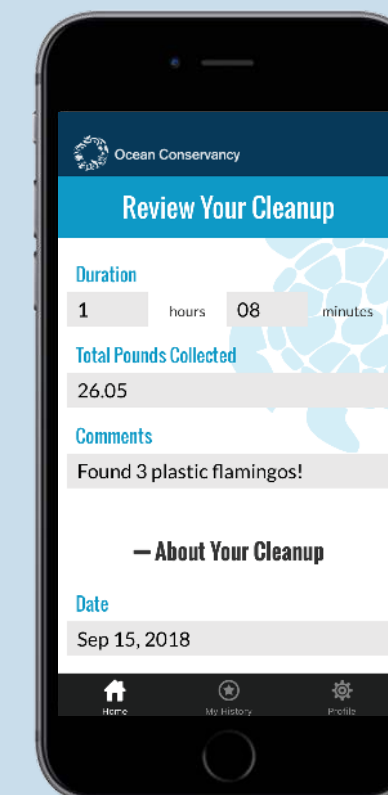 Ocean Conservancy
Review Your Cleanup
Duration
1 hours 08 minutes
Total Pounds Collected
26.05
Comments
Found 3 plastic flamingos!
— About Your Cleanup
Date
Sep 15, 2018
Home My History Profile